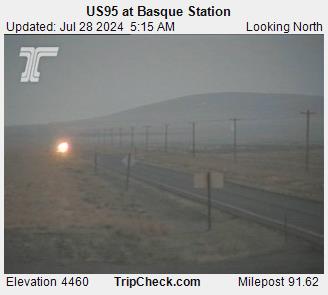 US95 at Basque Station
Updated: Jul 28 2024 5:15 AM Looking North
Elevation 4460 TripCheck.com Milepost 91.62